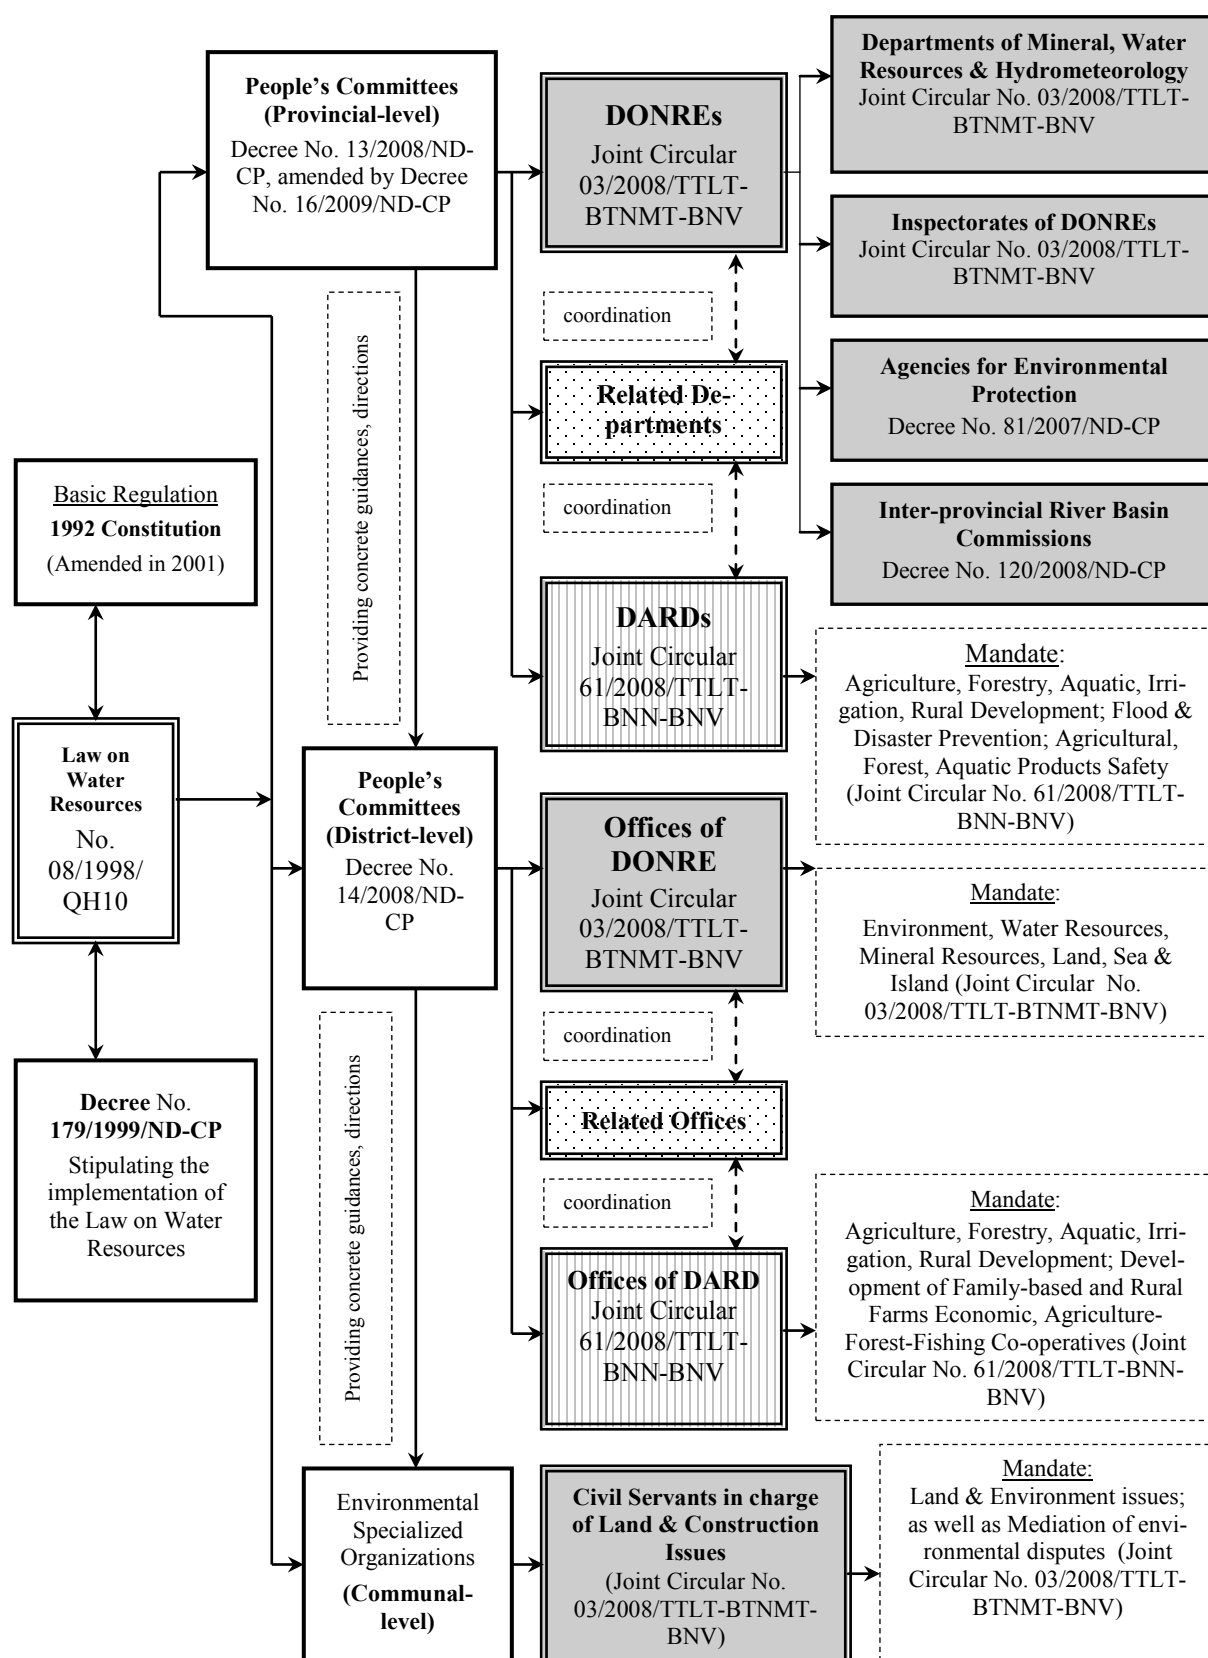 People's Committees
(Provincial-level)
Decree No. 13/2008/ND-
CP, amended by Decree
No. 16/2009/ND-CP
DONREs
Joint Circular
03/2008/TTLT-
BTNMT-BNV
Departments of Mineral, Water
Resources & Hydrometeorology
Joint Circular No. 03/2008/TTLT-
BTNMT-BNV
Inspectorates of DONREs
Joint Circular No. 03/2008/TTLT-
BTNMT-BNV
Providing concrete guidances, directions
coordination
Related De-
partments
coordination
Agencies for Environmental
Protection
Decree No. 81/2007/ND-CP
Inter-provincial River Basin
Commissions
Decree No. 120/2008/ND-CP
Basic Regulation
1992 Constitution
(Amended in 2001)
DARDs
Joint Circular
61/2008/TTLT-
BNN-BNV
Mandate:
Agriculture, Forestry, Aquatic, Irri-
gation, Rural Development; Flood &
Disaster Prevention; Agricultural,
Forest, Aquatic Products Safety
(Joint Circular No. 61/2008/TTLT-
BNN-BNV)
Law on
Water
Resources
No.
08/1998/
QH10
People's
Committees
(District-level)
Decree No.
14/2008/ND-
CP
Offices of
DONRE
Joint Circular
03/2008/TTLT-
BTNMT-BNV
Mandate:
Environment, Water Resources,
Mineral Resources, Land, Sea &
Island (Joint Circular No.
03/2008/TTLT-BTNMT-BNV)
Providing concrete guidances, directions
coordination
Related Offices
coordination
Decree No.
179/1999/ND-CP
Stipulating the
implementation of
the Law on Water
Resources
Offices of DARD
Joint Circular
61/2008/TTLT-
BNN-BNV
Mandate:
Agriculture, Forestry, Aquatic, Irri-
gation, Rural Development; Devel-
opment of Family-based and Rural
Farms Economic, Agriculture-
Forest-Fishing Co-operatives (Joint
Circular No. 61/2008/TTLT-BNN-
BNV)
Environmental
Specialized
Organizations
(Communal-
level)
Civil Servants in charge
of Land & Construction
Issues
(Joint Circular No.
03/2008/TTLT-BTNMT-
BNV)
Mandate:
Land & Environment issues;
as well as Mediation of envi-
ronmental disputes (Joint
Circular No. 03/2008/TTLT-
BTNMT-BNV)